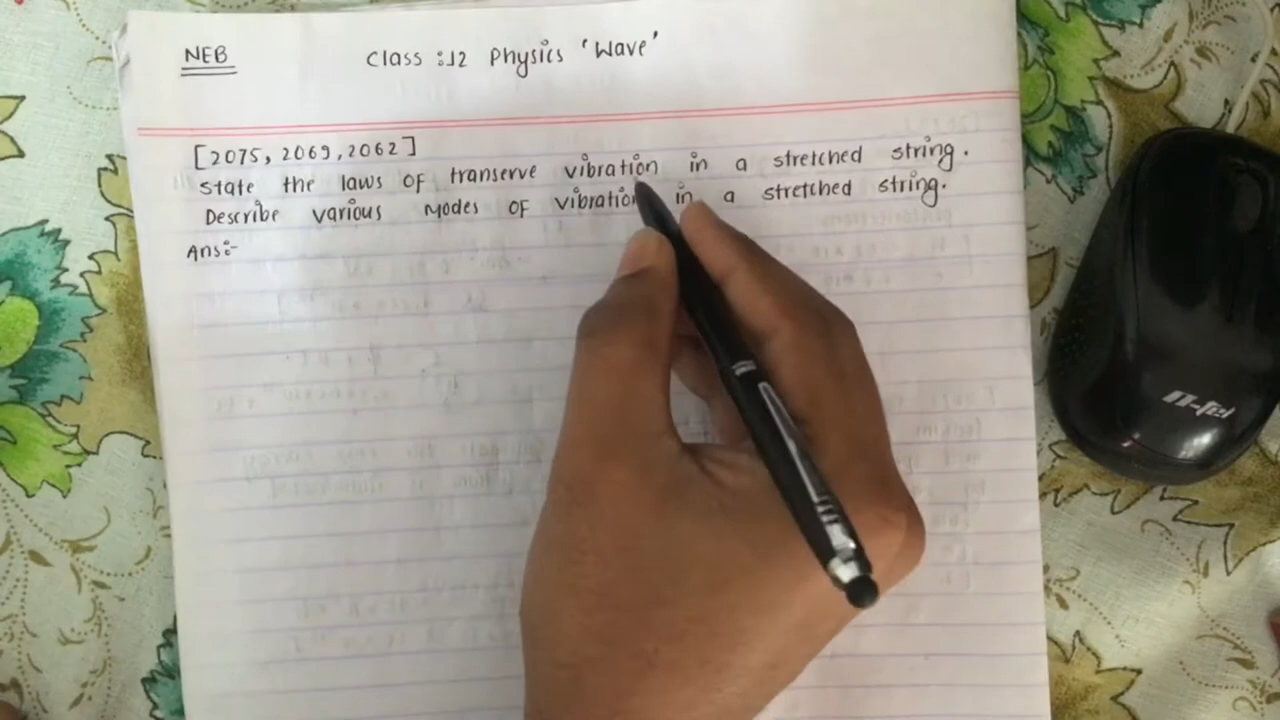 NEB
Class :12 Physics 'Wave'
[2075, 2069, 2062]
State the laws of transerve vibration in a stretched string.
Describe various Modes of vibration in a stretched string.
Ans:-